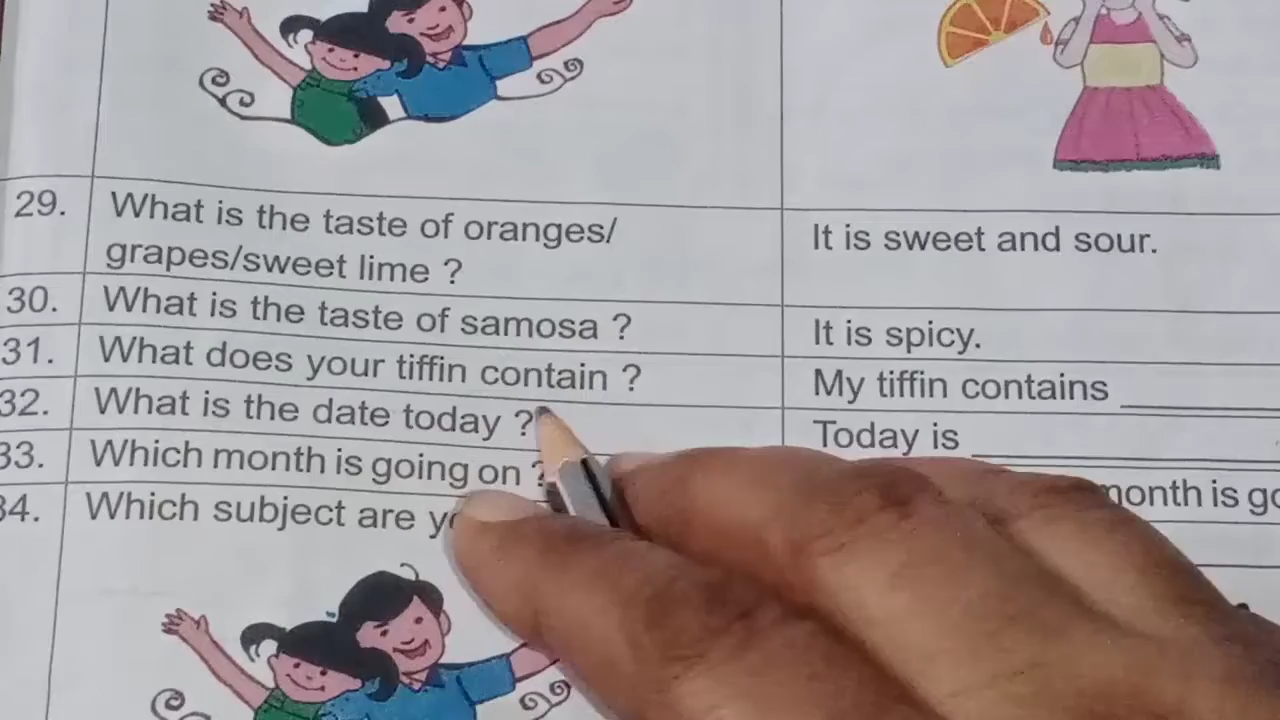 29. What is the taste of oranges/ It is sweet and sour.
grapes/sweet lime ?
30. What is the taste of samosa ? It is spicy.
31. What does your tiffin contain ? My tiffin contains
32. What is the date today ? Today is
33. Which month is going on ? month is
34. Which subject are